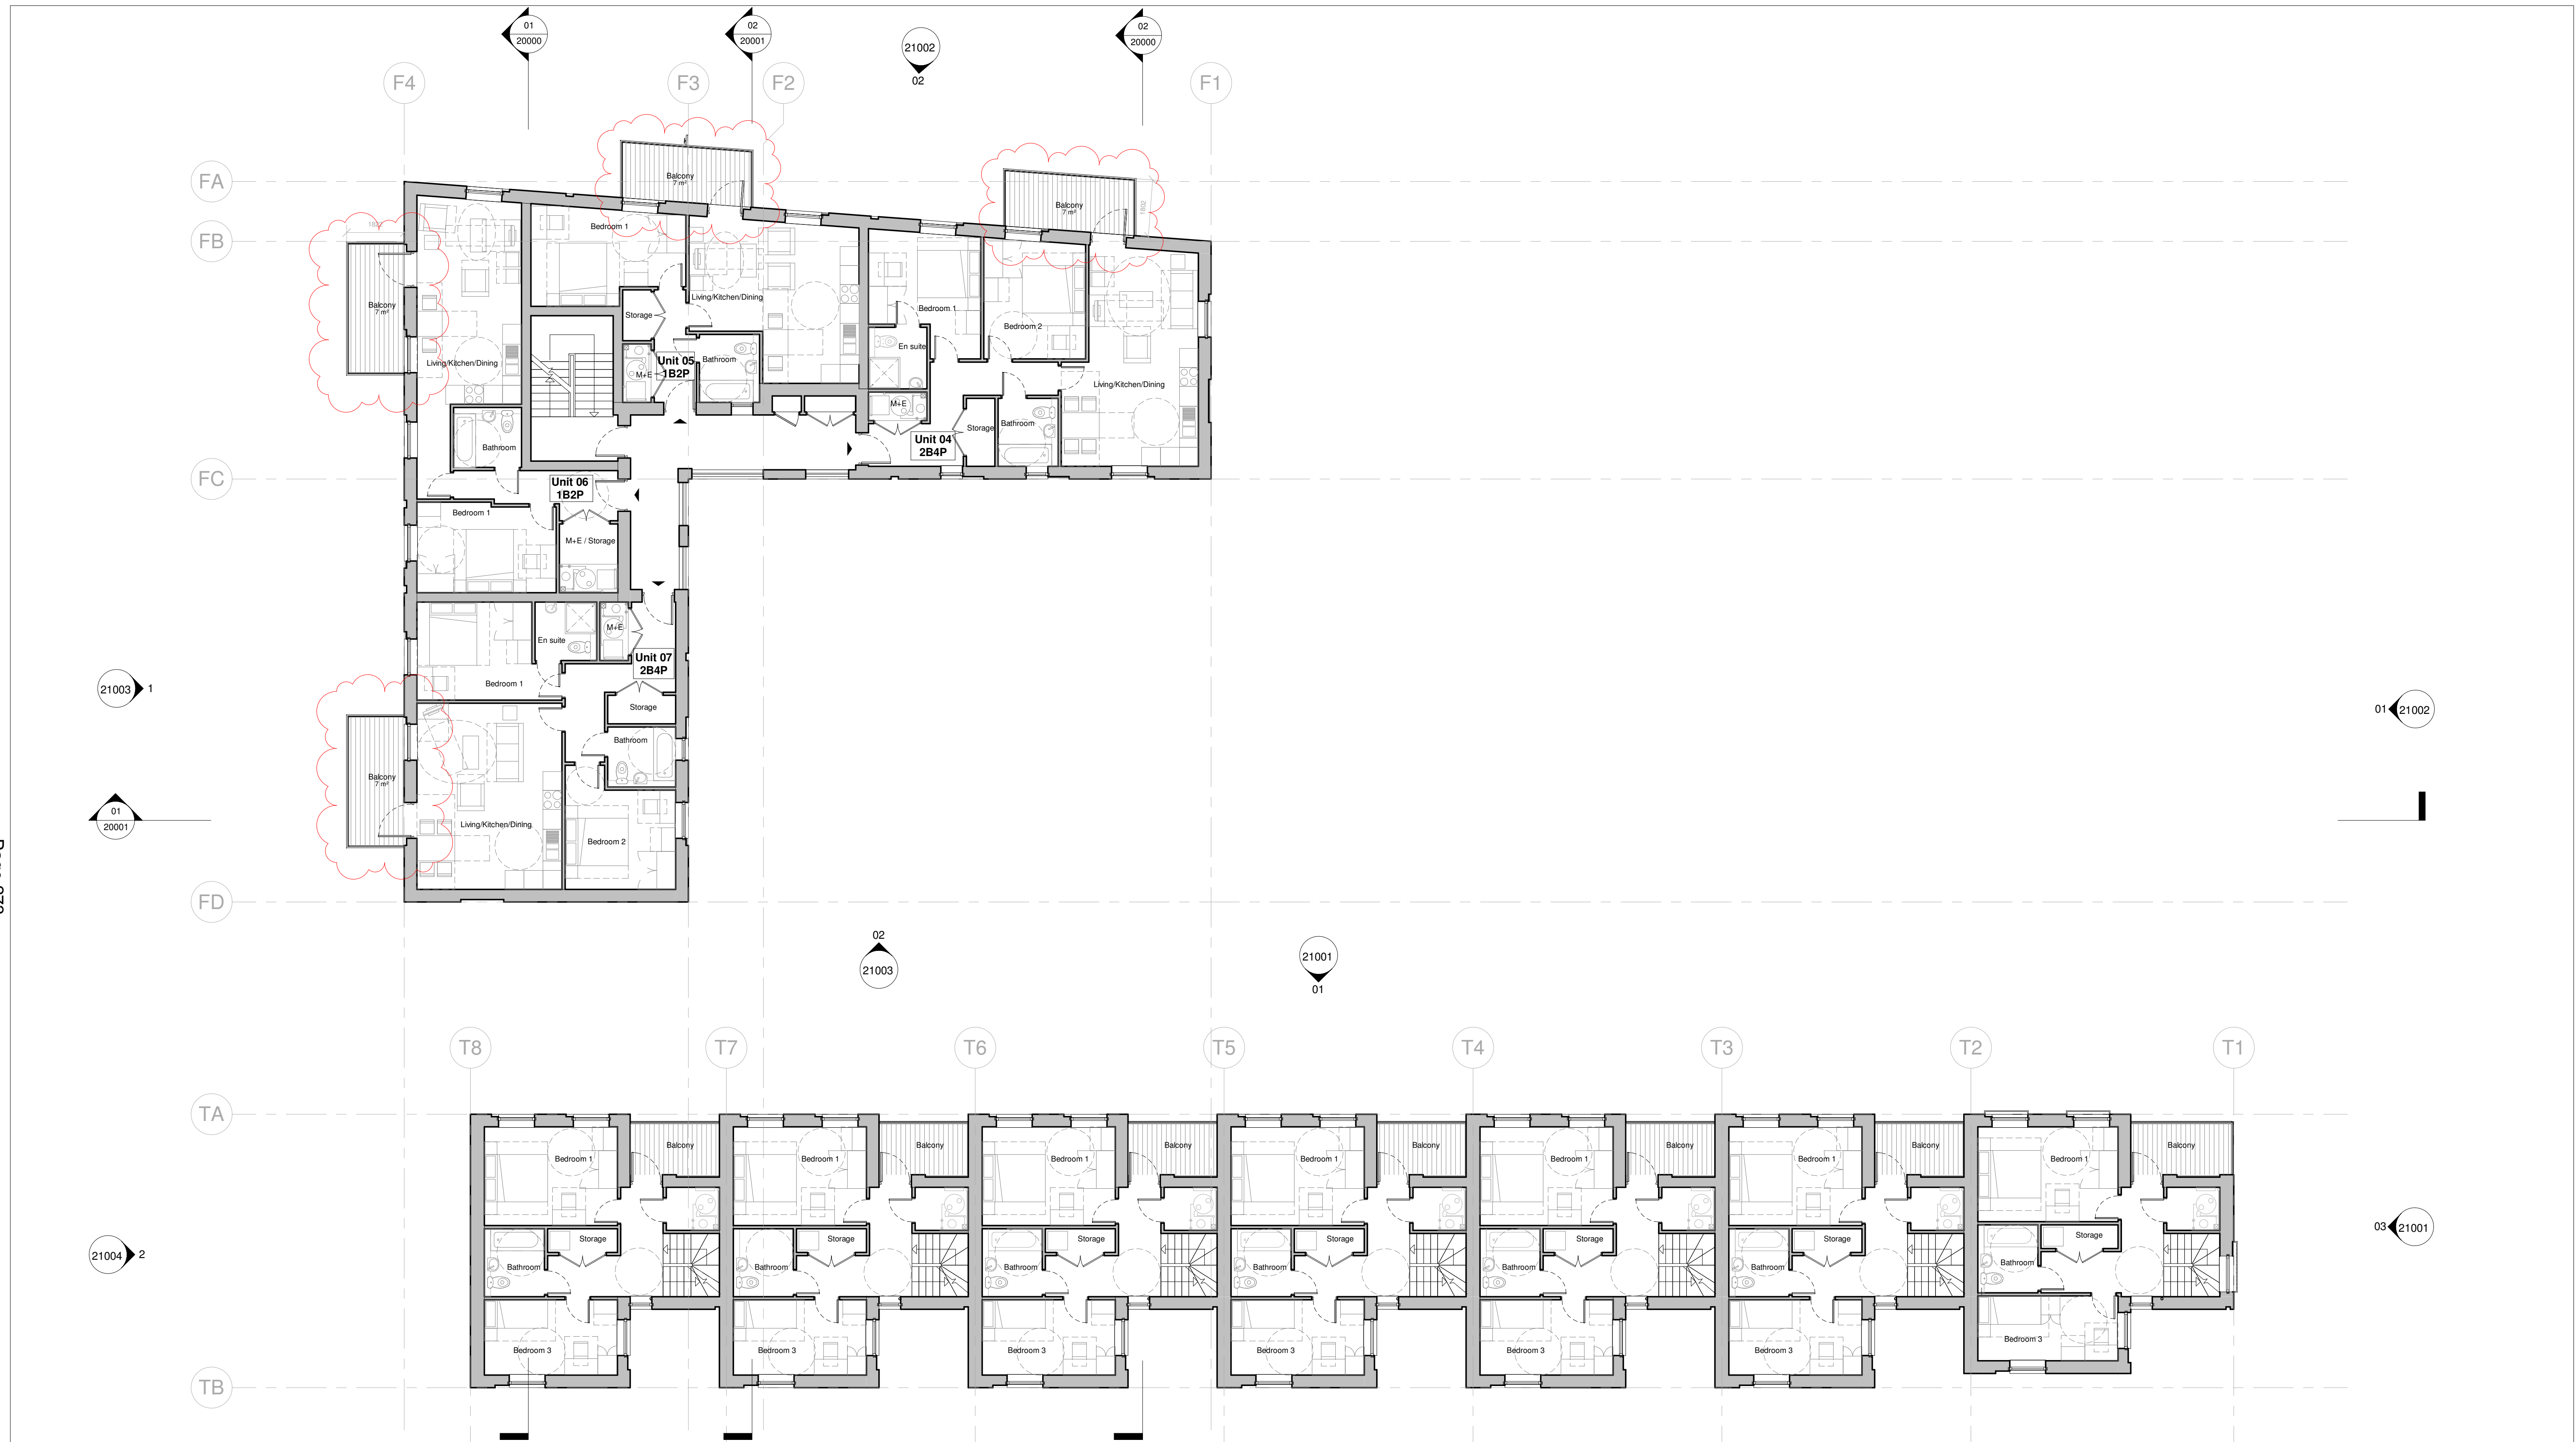 01
20000
02
20001
21002
02
02
20000
F4
F3
F2
F1
FA
Balcony
7 m²
Balcony
7 m²
1802
FB
Bedroom 1
Balcony
7 m²
Living/Kitchen/Dining
Storage
Bedroom 1
Bedroom 2
Living/Kitchen/Dining
En suite
Unit 05
1B2P
Bathroom
M+E
Living/Kitchen/Dining
M+E
Storage
Bathroom
Unit 04
2B4P
Bathroom
FC
Unit 06
1B2P
Bedroom 1
M+E / Storage
M+E
En suite
Unit 07
2B4P
Bedroom 1
21003
1
Storage
01
21002
Bathroom
Balcony
7 m²
01
20001
Living/Kitchen/Dining
Bedroom 2
FD
02
21003
21001
01
T8
T7
T6
T5
T4
T3
T2
T1
TA
Balcony
Balcony
Balcony
Balcony
Balcony
Balcony
Balcony
Bedroom 1
Bedroom 1
Bedroom 1
Bedroom 1
Bedroom 1
Bedroom 1
Bedroom 1
03
21001
Storage
Storage
Storage
Storage
Storage
Storage
Storage
21004
2
Bathroom
Bathroom
Bathroom
Bathroom
Bathroom
Bathroom
Bathroom
Bedroom 3
Bedroom 3
Bedroom 3
Bedroom 3
Bedroom 3
Bedroom 3
Bedroom 3
TB